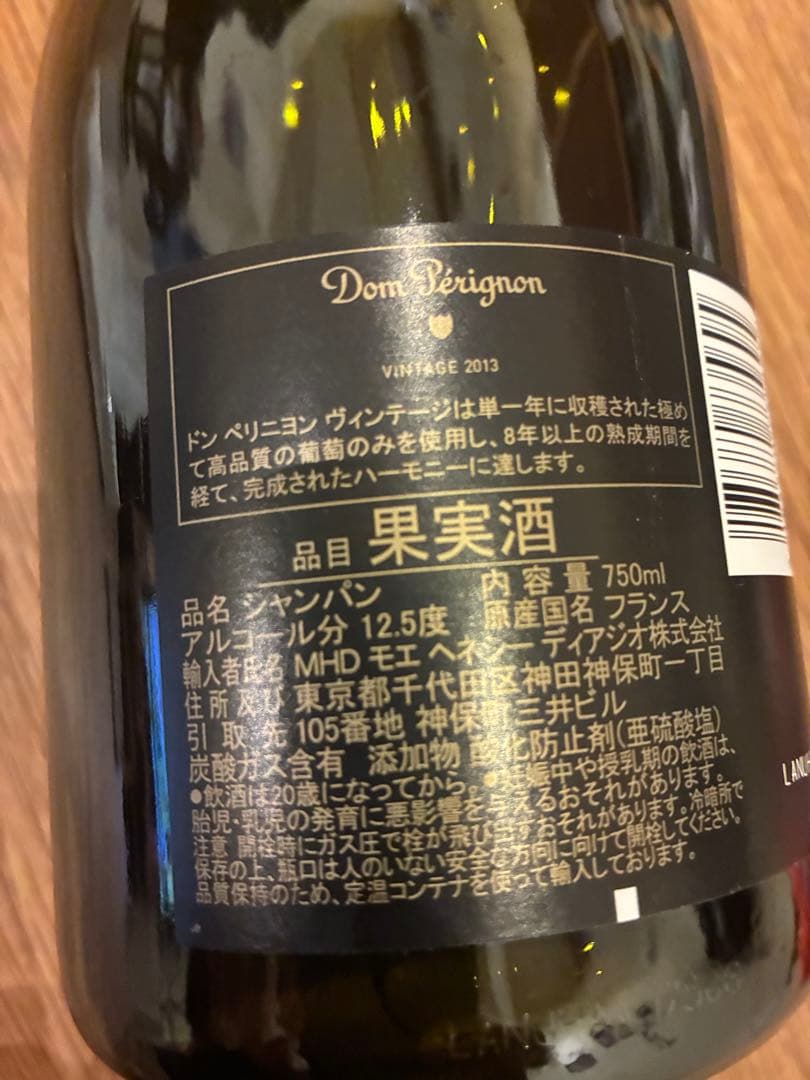 Dom Pérignon
VINTAGE 2013
ドン ペリニヨン ヴィンテージは単一年に収穫された極め
て高品質の葡萄のみを使用し、8年以上の熟成期間を
経て、完成されたハーモニーに達します。
品目 果実酒
品名 シャンパン 内容量 750ml
アルコール分 12.5度 原産国名 フランス
輸入者氏名 MHD モエ ヘネシー ディアジオ株式会社
住所及び 東京都千代田区神田神保町一丁目
引取先 105番地 神保町三井ビル
炭酸ガス含有 添加物 酸化防止剤(亜硫酸塩)
●飲酒は20歳になってから。●妊娠中や授乳期の飲酒は、
胎児・乳児の発育に悪影響を与えるおそれがあります。
注意 開栓時にガス圧で栓が飛び出すおそれがあります。冷暗所で
保存の上、瓶口は人のいない安全な方向に向けて開栓してください。
品質保持のため、定温コンテナを使って輸入しております。